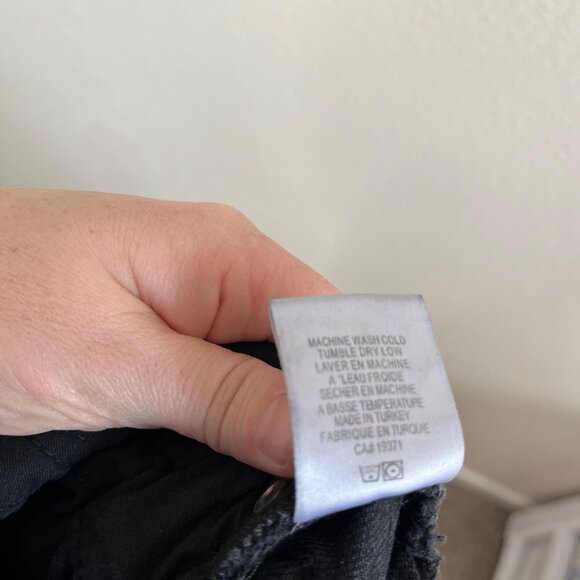 MACHINE WASH COLD
TUMBLE DRY LOW
LAVER EN MACHINE
A 'LEAU FROIDE
SECHER EN MACHINE
A BASSE TEMPERATURE
MADE IN TURKEY
FABRIQUE EN TURQUIE
CA# 19371